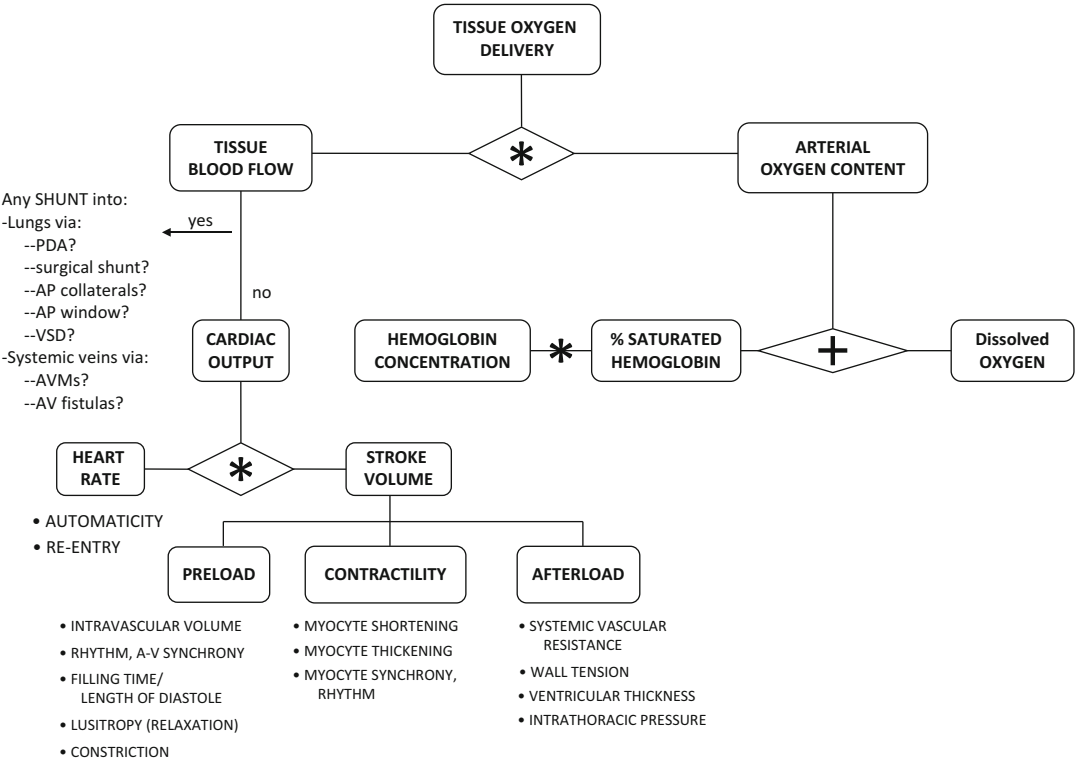 TISSUE OXYGEN
DELIVERY
TISSUE
BLOOD FLOW
*
ARTERIAL
OXYGEN CONTENT
Any SHUNT into:
-Lungs via:
--PDA?
--surgical shunt?
--AP collaterals?
--AP window?
--VSD?
-Systemic veins via:
--AVMs?
--AV fistulas?
yes
no
CARDIAC
OUTPUT
HEMOGLOBIN
CONCENTRATION
*
% SATURATED
HEMOGLOBIN
+
Dissolved
OXYGEN
HEART
RATE
*
STROKE
VOLUME
• AUTOMATICITY
• RE-ENTRY
PRELOAD
CONTRACTILITY
AFTERLOAD
• INTRAVASCULAR VOLUME
• RHYTHM, A-V SYNCHRONY
• FILLING TIME/
LENGTH OF DIASTOLE
• LUSITROPY (RELAXATION)
• CONSTRICTION
• MYOCYTE SHORTENING
• MYOCYTE THICKENING
• MYOCYTE SYNCHRONY,
RHYTHM
• SYSTEMIC VASCULAR
RESISTANCE
• WALL TENSION
• VENTRICULAR THICKNESS
• INTRATHORACIC PRESSURE